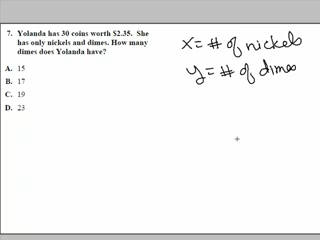 7. Yolanda has 30 coins worth $2.35. She
has only nickels and dimes. How many
dimes does Yolanda have?
A. 15
B. 17
C. 19
D. 23
x = # of nickels
y = # of dimes